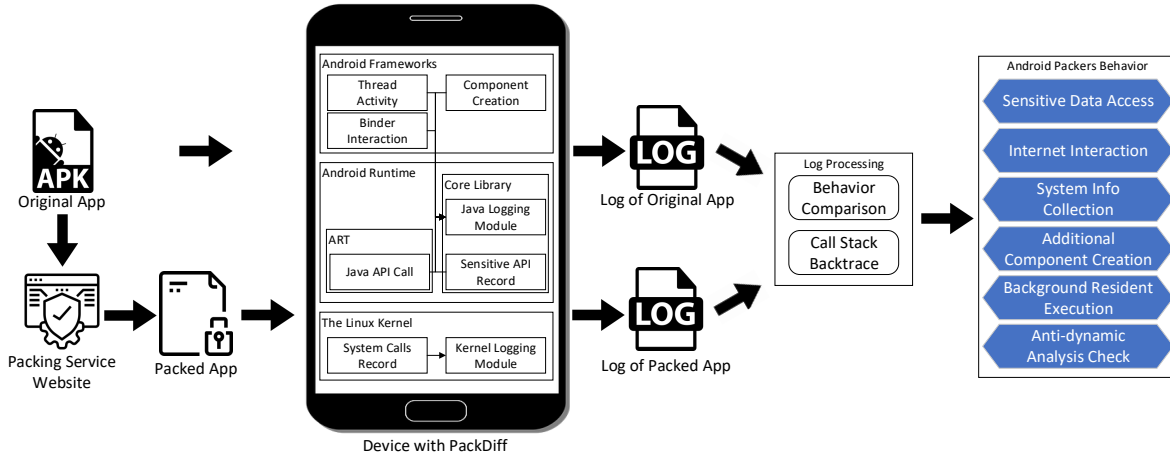 APK
Original App
Packing Service
Website
Packed App
Android Frameworks
Thread
Activity
Component
Creation
Binder
Interaction
Android Runtime
Core Library
Java Logging
Module
ART
Java API Call
Sensitive API
Record
The Linux Kernel
System Calls
Record
Kernel Logging
Module
Device with PackDiff
LOG
Log of Original App
LOG
Log of Packed App
Log Processing
Behavior
Comparison
Call Stack
Backtrace
Android Packers Behavior
Sensitive Data Access
Internet Interaction
System Info
Collection
Additional
Component Creation
Background Resident
Execution
Anti-dynamic
Analysis Check